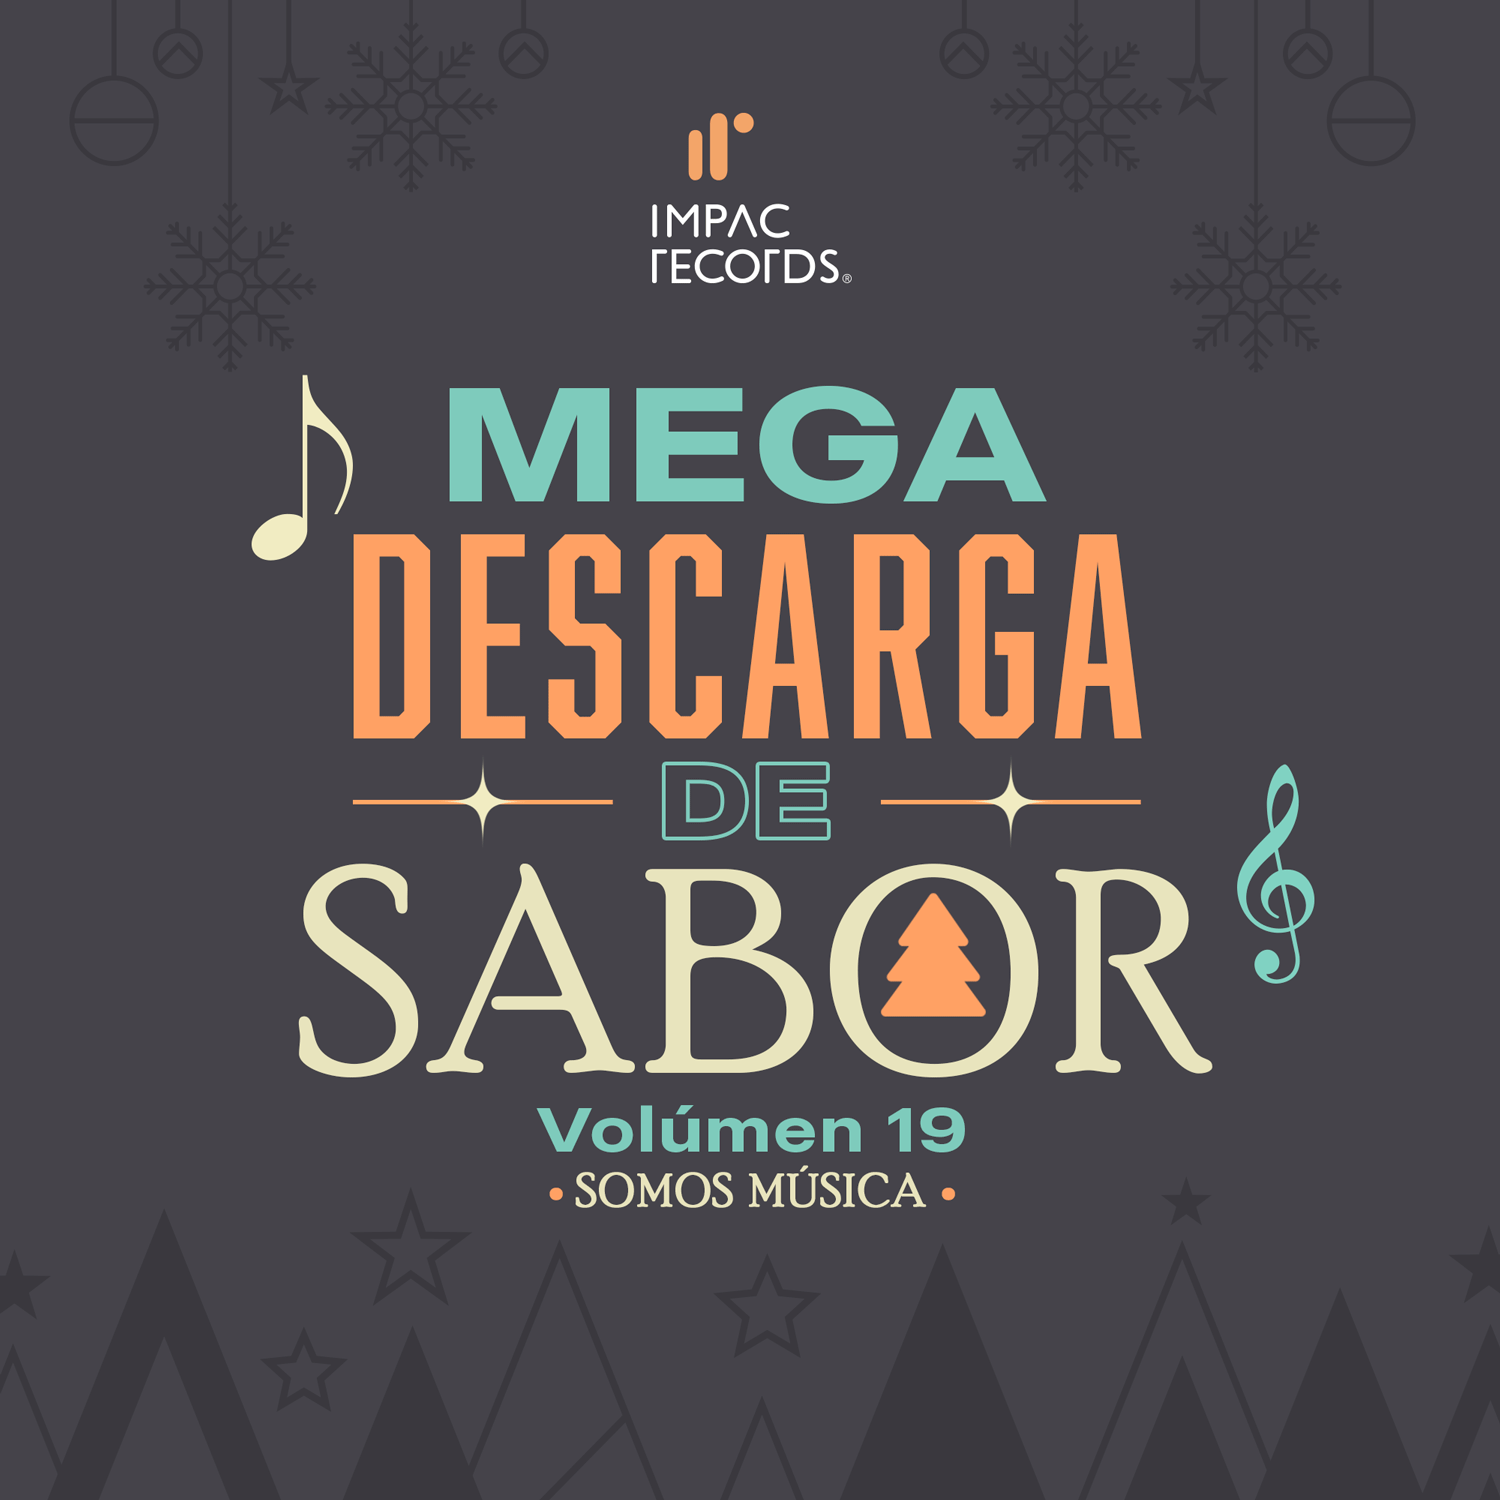 IMPAC
RECORDS®
MEGA
DESCARGA
DE
SABOR
Volúmen 19
• SOMOS MÚSICA •